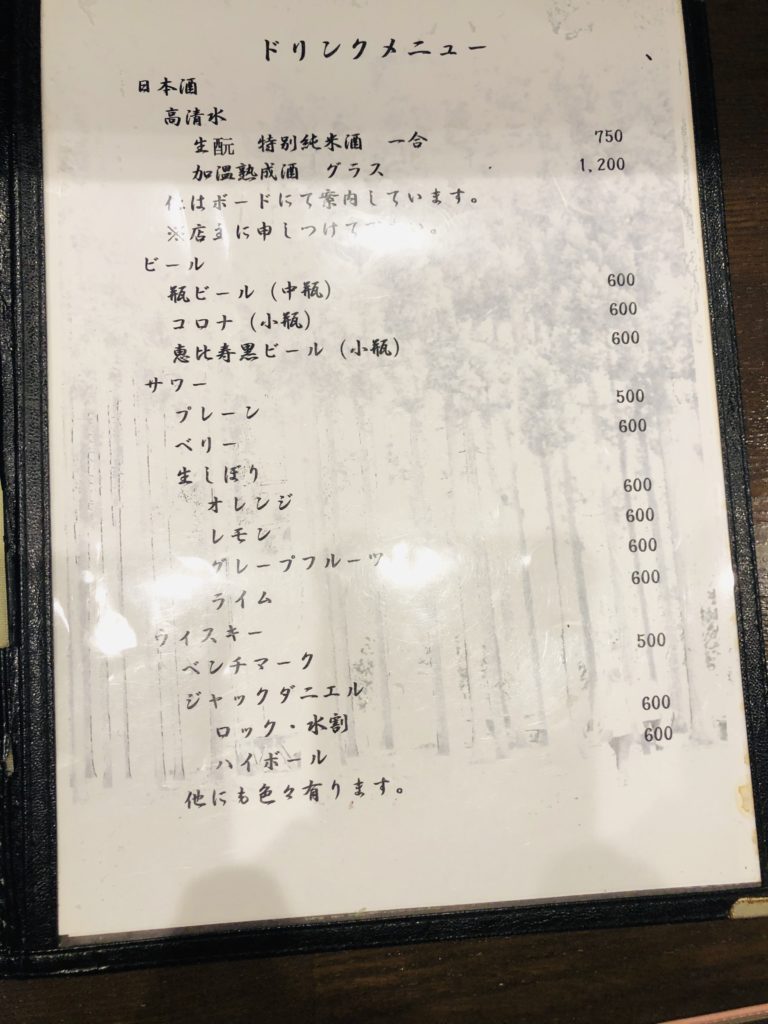 ドリンクメニュー
日本酒
高清水
生酛 特別純米酒 一合 750
加温熟成酒 グラス 1,200
はボードにて案内しています。
※店主に申しつけて
ビール
瓶ビール(中瓶) 600
コロナ(小瓶) 600
恵比寿黒ビール(小瓶) 600
サワー
プレーン 500
ベリー 600
生しぼり
オレンジ 600
レモン 600
グレープフルーツ 600
ライム 600
ウィスキー
ベンチマーク 500
ジャックダニエル
ロック・水割 600
ハイボール 600
他にも色々有ります。